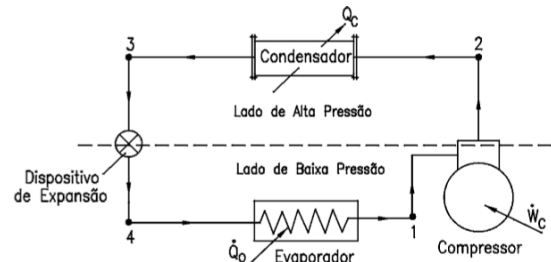 Q̇c
3
Condensador
2
Lado de Alta Pressão
Dispositivo
de Expansão
Lado de Baixa Pressão
4
Q̇o
Evaporador
1
Ẇc
Compressor